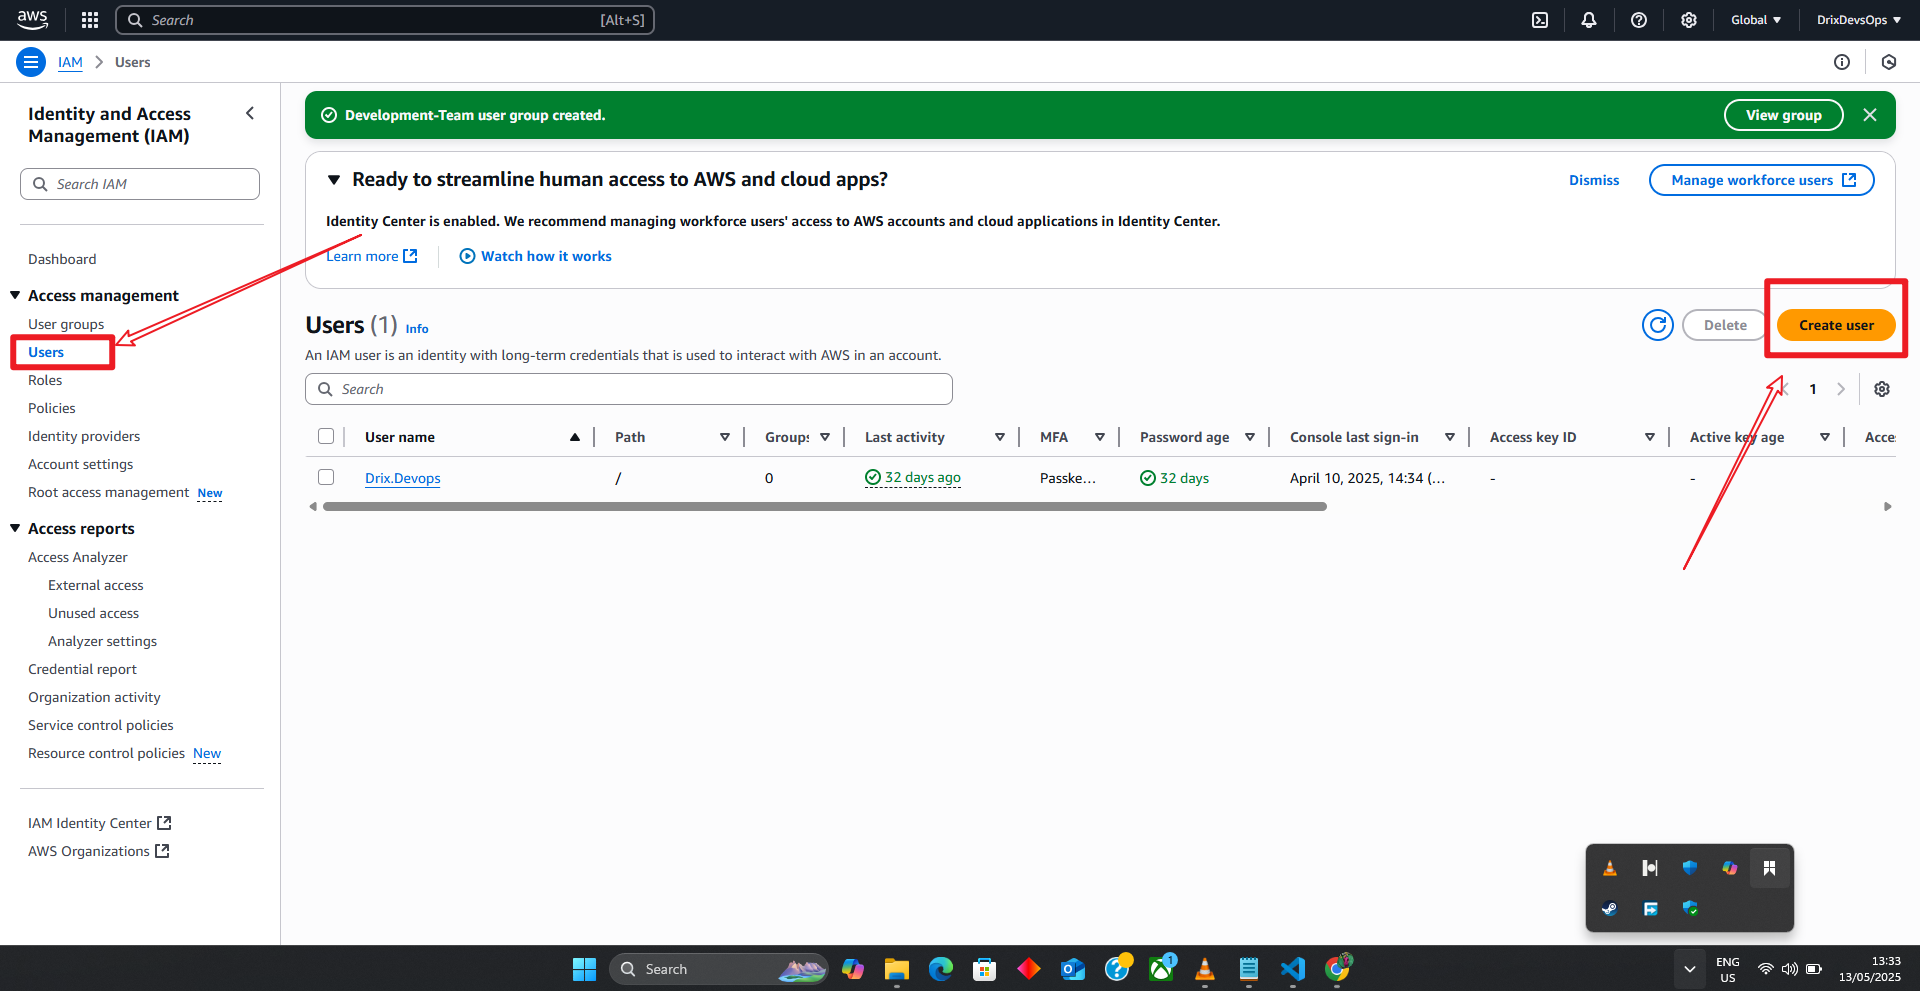 aws
Search [Alt+S]
Global
DrixDevsOps
IAM
Users
Identity and Access
Management (IAM)
Search IAM
Dashboard
Access management
User groups
Users
Roles
Policies
Identity providers
Account settings
Root access management New
Access reports
Access Analyzer
External access
Unused access
Analyzer settings
Credential report
Organization activity
Service control policies
Resource control policies New
IAM Identity Center
AWS Organizations
Development-Team user group created.
View group
Ready to streamline human access to AWS and cloud apps?
Dismiss
Manage workforce users
Identity Center is enabled. We recommend managing workforce users' access to AWS accounts and cloud applications in Identity Center.
Learn more
Watch how it works
Users (1) Info
Delete
Create user
An IAM user is an identity with long-term credentials that is used to interact with AWS in an account.
Search
1
User name Path Groups Last activity MFA Password age Console last sign-in Access key ID Active key age Acce
Drix.Devops / 0 32 days ago Passke... 32 days April 10, 2025, 14:34 (... - -
Search
1
ENG
US
13:33
13/05/2025